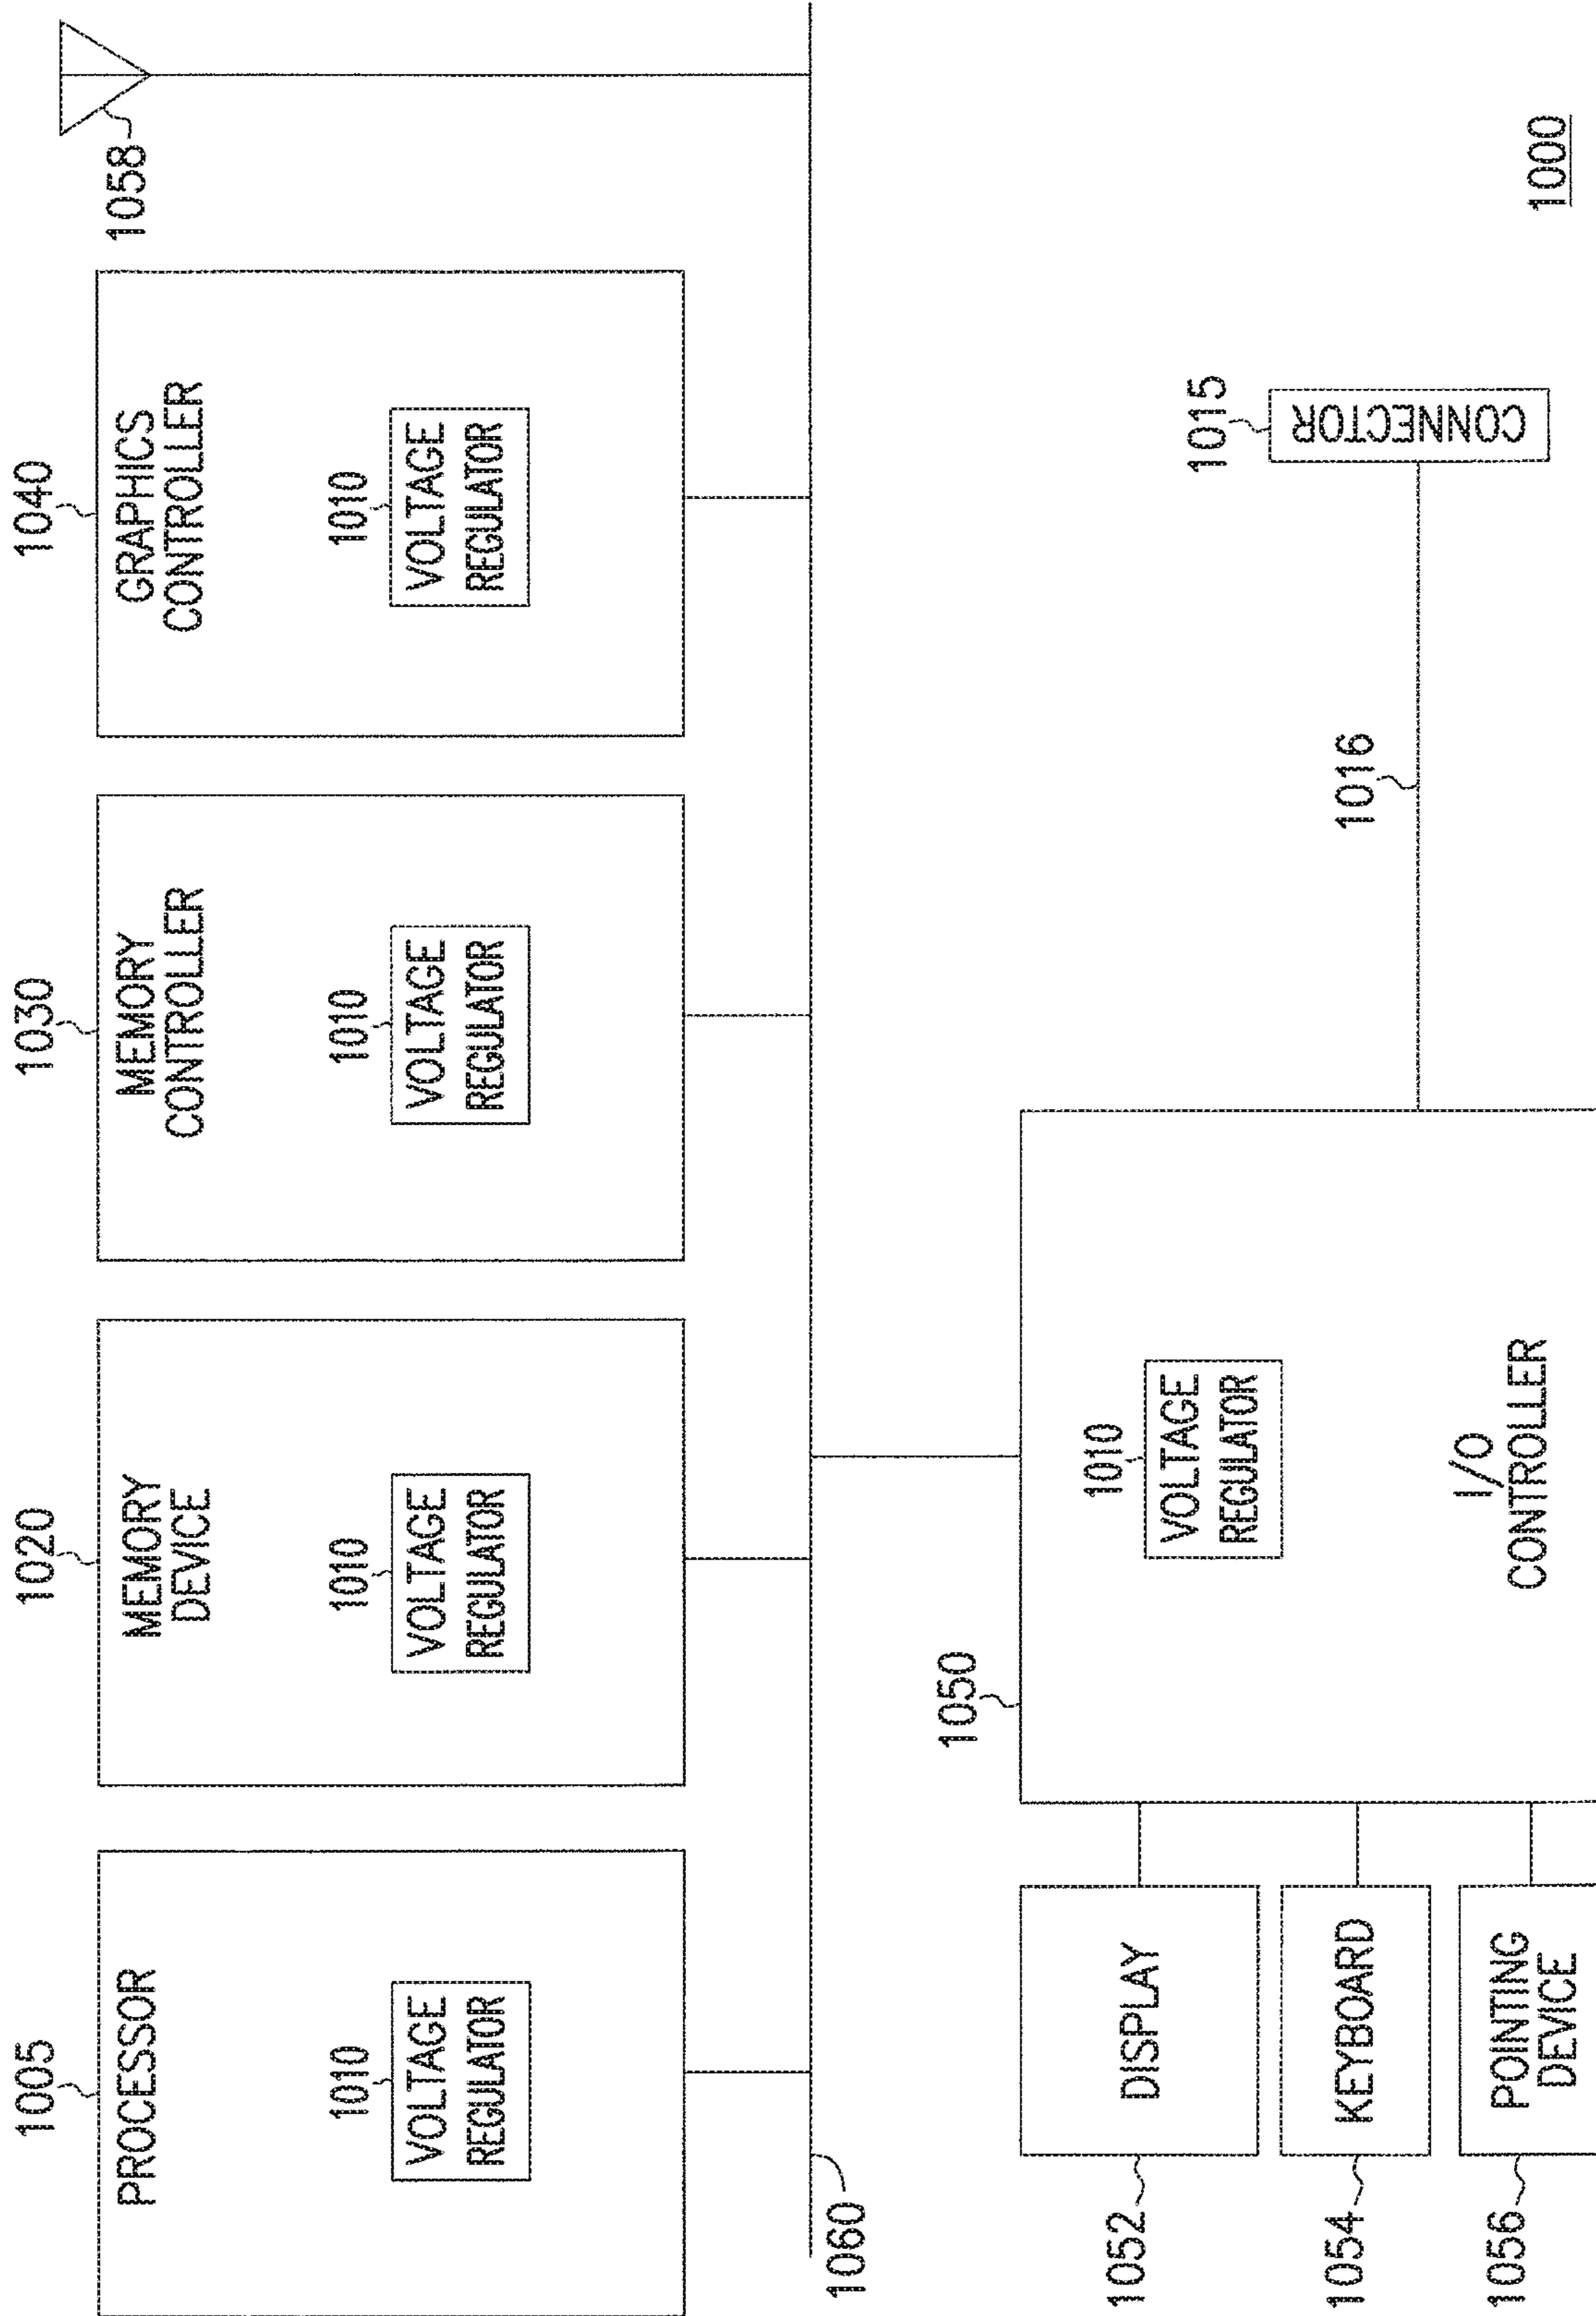 1005
PROCESSOR
1010
VOLTAGE
REGULATOR
1020
MEMORY
DEVICE
1010
VOLTAGE
REGULATOR
1030
MEMORY
CONTROLLER
1010
VOLTAGE
REGULATOR
1040
GRAPHICS
CONTROLLER
1010
VOLTAGE
REGULATOR
1058
1060
1050
1010
VOLTAGE
REGULATOR
I/O
CONTROLLER
1052
DISPLAY
1054
KEYBOARD
1056
POINTING
DEVICE
1016
1015
CONNECTOR
1000